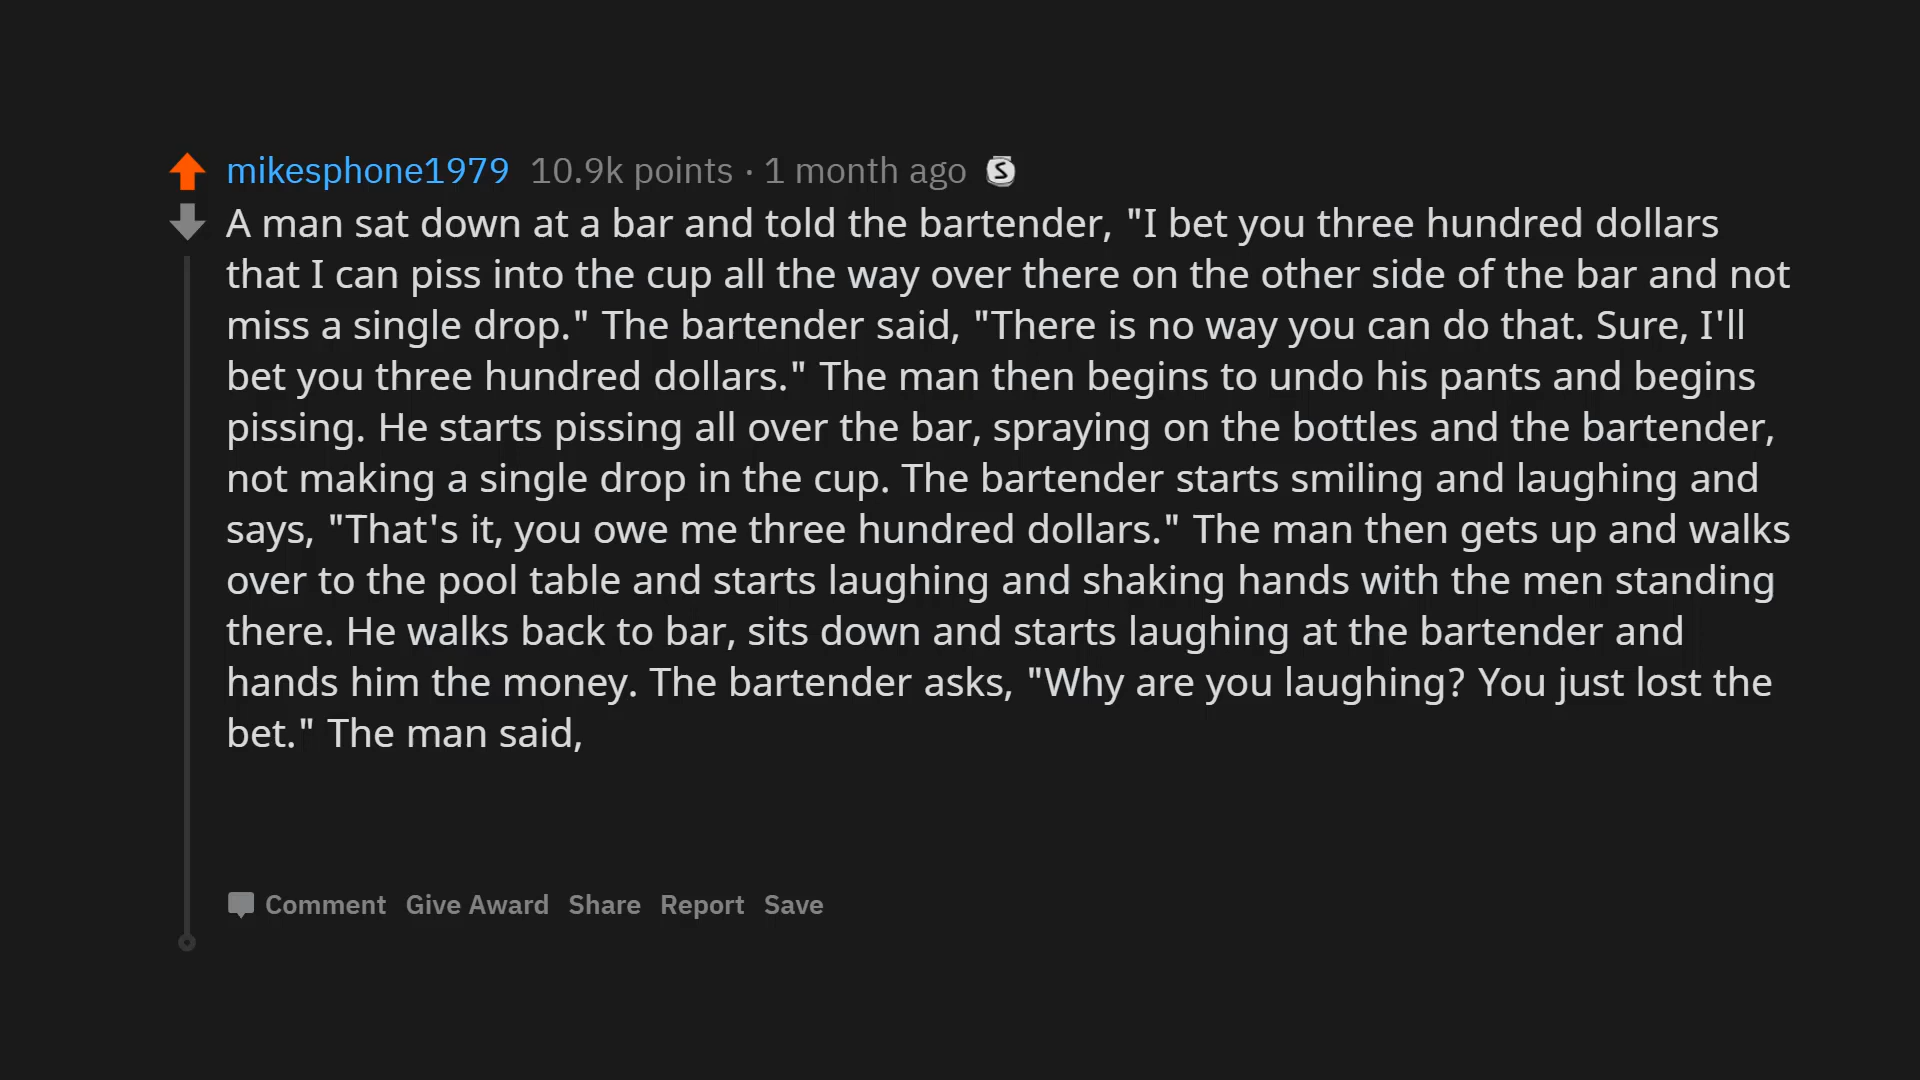 mikesphone1979 10.9k points · 1 month ago S
A man sat down at a bar and told the bartender, "I bet you three hundred dollars
that I can piss into the cup all the way over there on the other side of the bar and not
miss a single drop." The bartender said, "There is no way you can do that. Sure, I'll
bet you three hundred dollars." The man then begins to undo his pants and begins
pissing. He starts pissing all over the bar, spraying on the bottles and the bartender,
not making a single drop in the cup. The bartender starts smiling and laughing and
says, "That's it, you owe me three hundred dollars." The man then gets up and walks
over to the pool table and starts laughing and shaking hands with the men standing
there. He walks back to bar, sits down and starts laughing at the bartender and
hands him the money. The bartender asks, "Why are you laughing? You just lost the
bet." The man said,
Comment Give Award Share Report Save